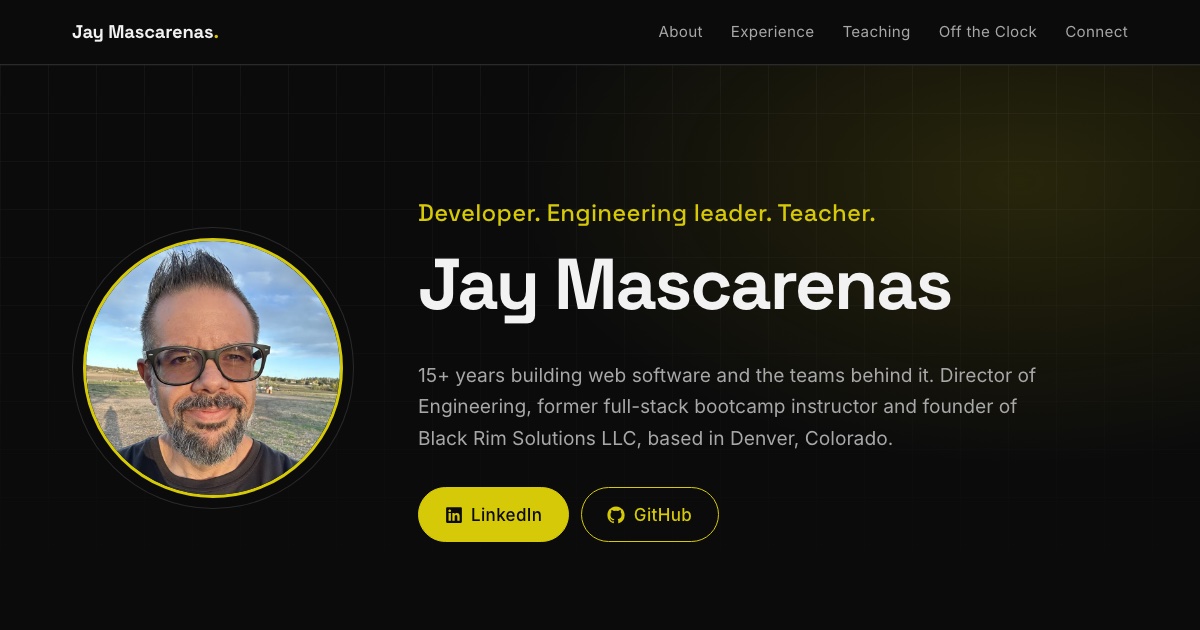 Jay Mascarenas.
About Experience Teaching Off the Clock Connect
Developer. Engineering leader. Teacher.
Jay Mascarenas
15+ years building web software and the teams behind it. Director of
Engineering, former full-stack bootcamp instructor and founder of
Black Rim Solutions LLC, based in Denver, Colorado.
LinkedIn GitHub